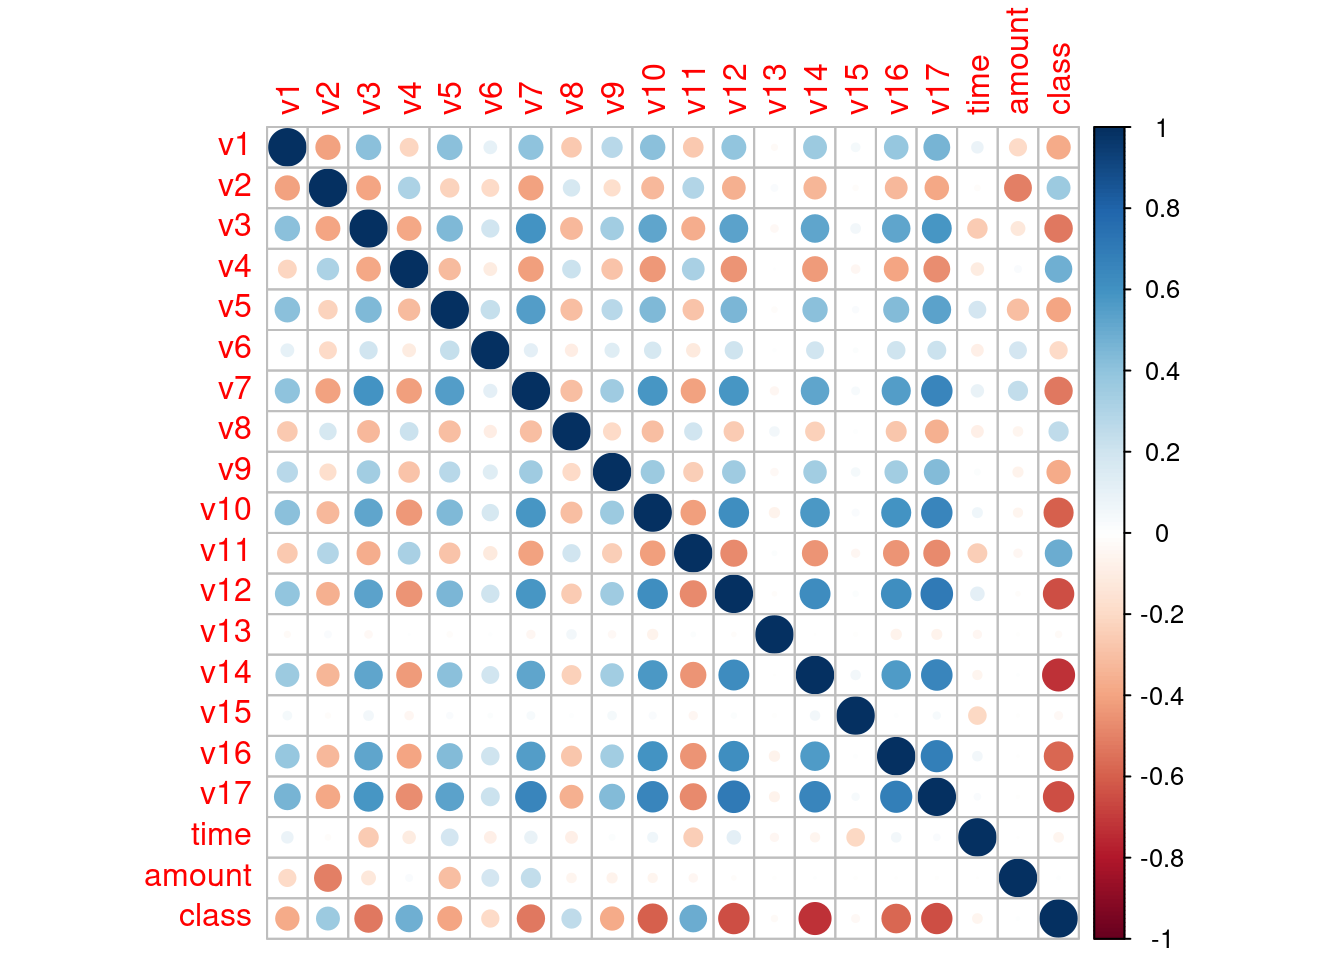 v1 v2 v3 v4 v5 v6 v7 v8 v9 v10 v11 v12 v13 v14 v15 v16 v17 time amount class
v1
v2
v3
v4
v5
v6
v7
v8
v9
v10
v11
v12
v13
v14
v15
v16
v17
time
amount
class
1
0.8
0.6
0.4
0.2
0
-0.2
-0.4
-0.6
-0.8
-1